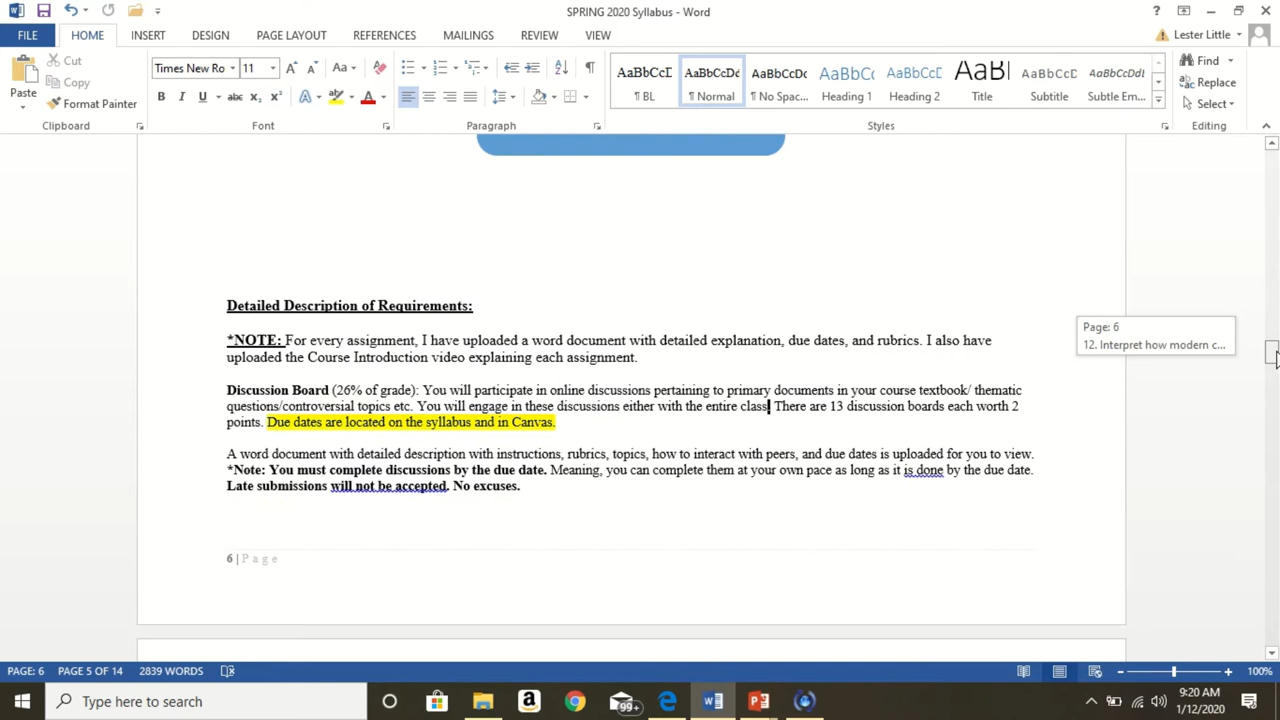 SPRING 2020 Syllabus - Word
FILE
HOME
INSERT
DESIGN
PAGE LAYOUT
REFERENCES
MAILINGS
REVIEW
VIEW
Lester Little
Paste
Cut
Copy
Format Painter
Clipboard
Times New Ro
11
Font
Paragraph
AaBbCcD
¶ BL
AaBbCcDd
¶ Normal
AaBbCcDc
¶ No Spac...
AaBbCc
Heading 1
AaBbCcD
Heading 2
AaBb
Title
AaBbCcD
Subtitle
AaBbCcDd
Subtle Em...
Styles
Find
Replace
Select
Editing
Detailed Description of Requirements:
*NOTE: For every assignment, I have uploaded a word document with detailed explanation, due dates, and rubrics. I also have
uploaded the Course Introduction video explaining each assignment.
Discussion Board (26% of grade): You will participate in online discussions pertaining to primary documents in your course textbook/ thematic
questions/controversial topics etc. You will engage in these discussions either with the entire class There are 13 discussion boards each worth 2
points. Due dates are located on the syllabus and in Canvas.
A word document with detailed description with instructions, rubrics, topics, how to interact with peers, and due dates is uploaded for you to view.
*Note: You must complete discussions by the due date. Meaning, you can complete them at your own pace as long as it is done by the due date.
Late submissions will not be accepted. No excuses.
6 | P a g e
Page: 6
12. Interpret how modern c...
PAGE: 6
PAGE 5 OF 14
2839 WORDS
100%
Type here to search
99+
9:20 AM
1/12/2020